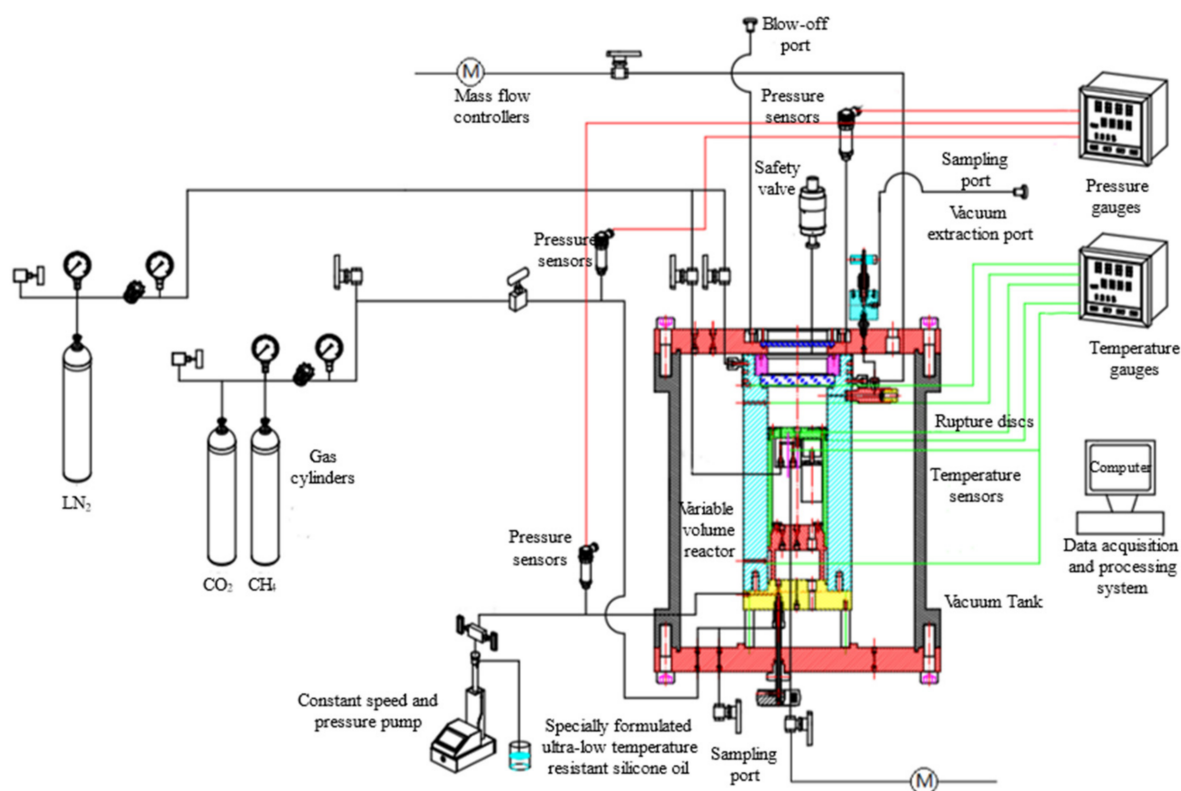 Blow-off
port
M
Mass flow
controllers
Pressure
sensors
Safety
valve
Sampling
port
Vacuum
extraction port
Pressure
gauges
Pressure
sensors
Temperature
gauges
Rupture discs
Gas
cylinders
LN₂
CO₂
CH₄
Temperature
sensors
Computer
Variable
volume
reactor
Pressure
sensors
Data acquisition
and processing
system
Vacuum Tank
Constant speed and
pressure pump
Specially formulated
ultra-low temperature
resistant silicone oil
Sampling
port
M